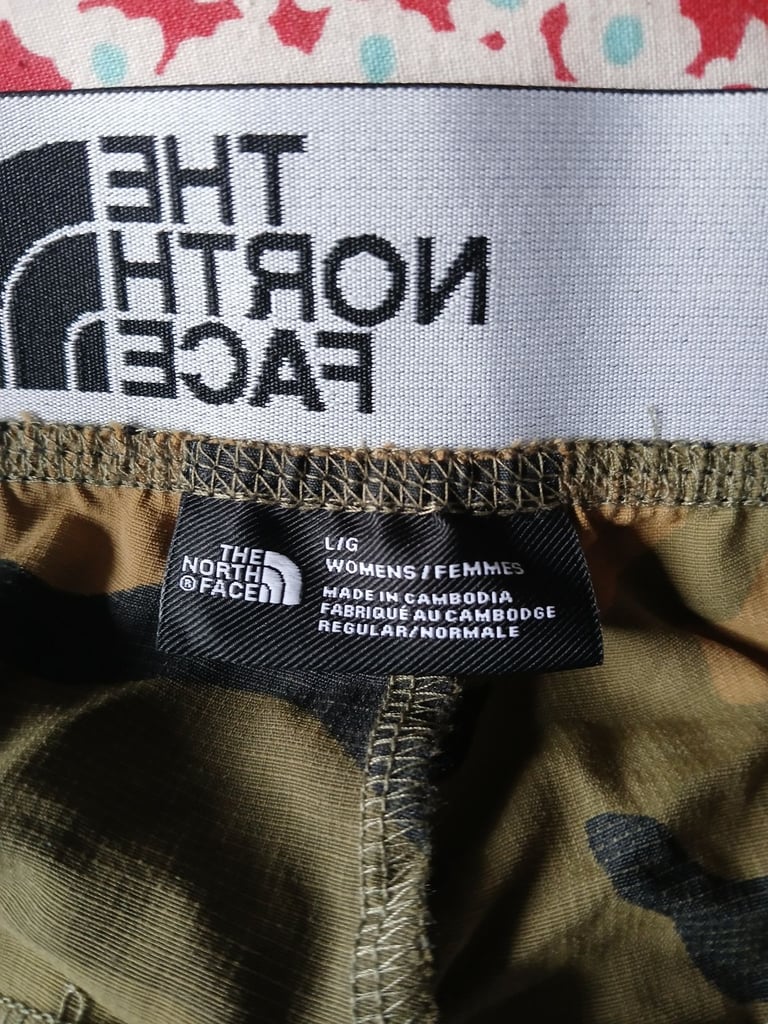 THE
NORTH
FACE
THE
NORTH
® FACE
L/G
WOMENS/FEMMES
MADE IN CAMBODIA
FABRIQUÉ AU CAMBODGE
REGULAR/NORMALE